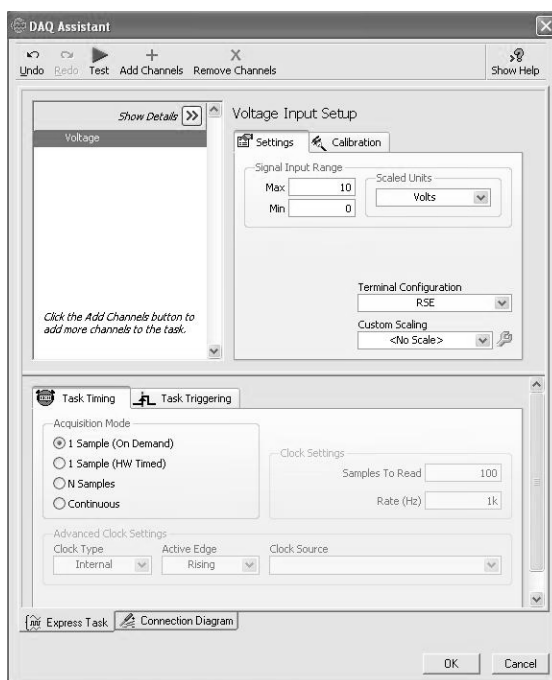 DAQ Assistant
Undo Redo Test Add Channels Remove Channels Show Help
Show Details
Voltage
Click the Add Channels button to
add more channels to the task.
Voltage Input Setup
Settings Calibration
Signal Input Range
Max 10
Min 0
Scaled Units
Volts
Terminal Configuration
RSE
Custom Scaling
<No Scale>
Task Timing Task Triggering
Acquisition Mode
1 Sample (On Demand)
1 Sample (HW Timed)
N Samples
Continuous
Clock Settings
Samples To Read 100
Rate (Hz) 1k
Advanced Clock Settings
Clock Type Active Edge Clock Source
Internal Rising
Express Task Connection Diagram
OK Cancel